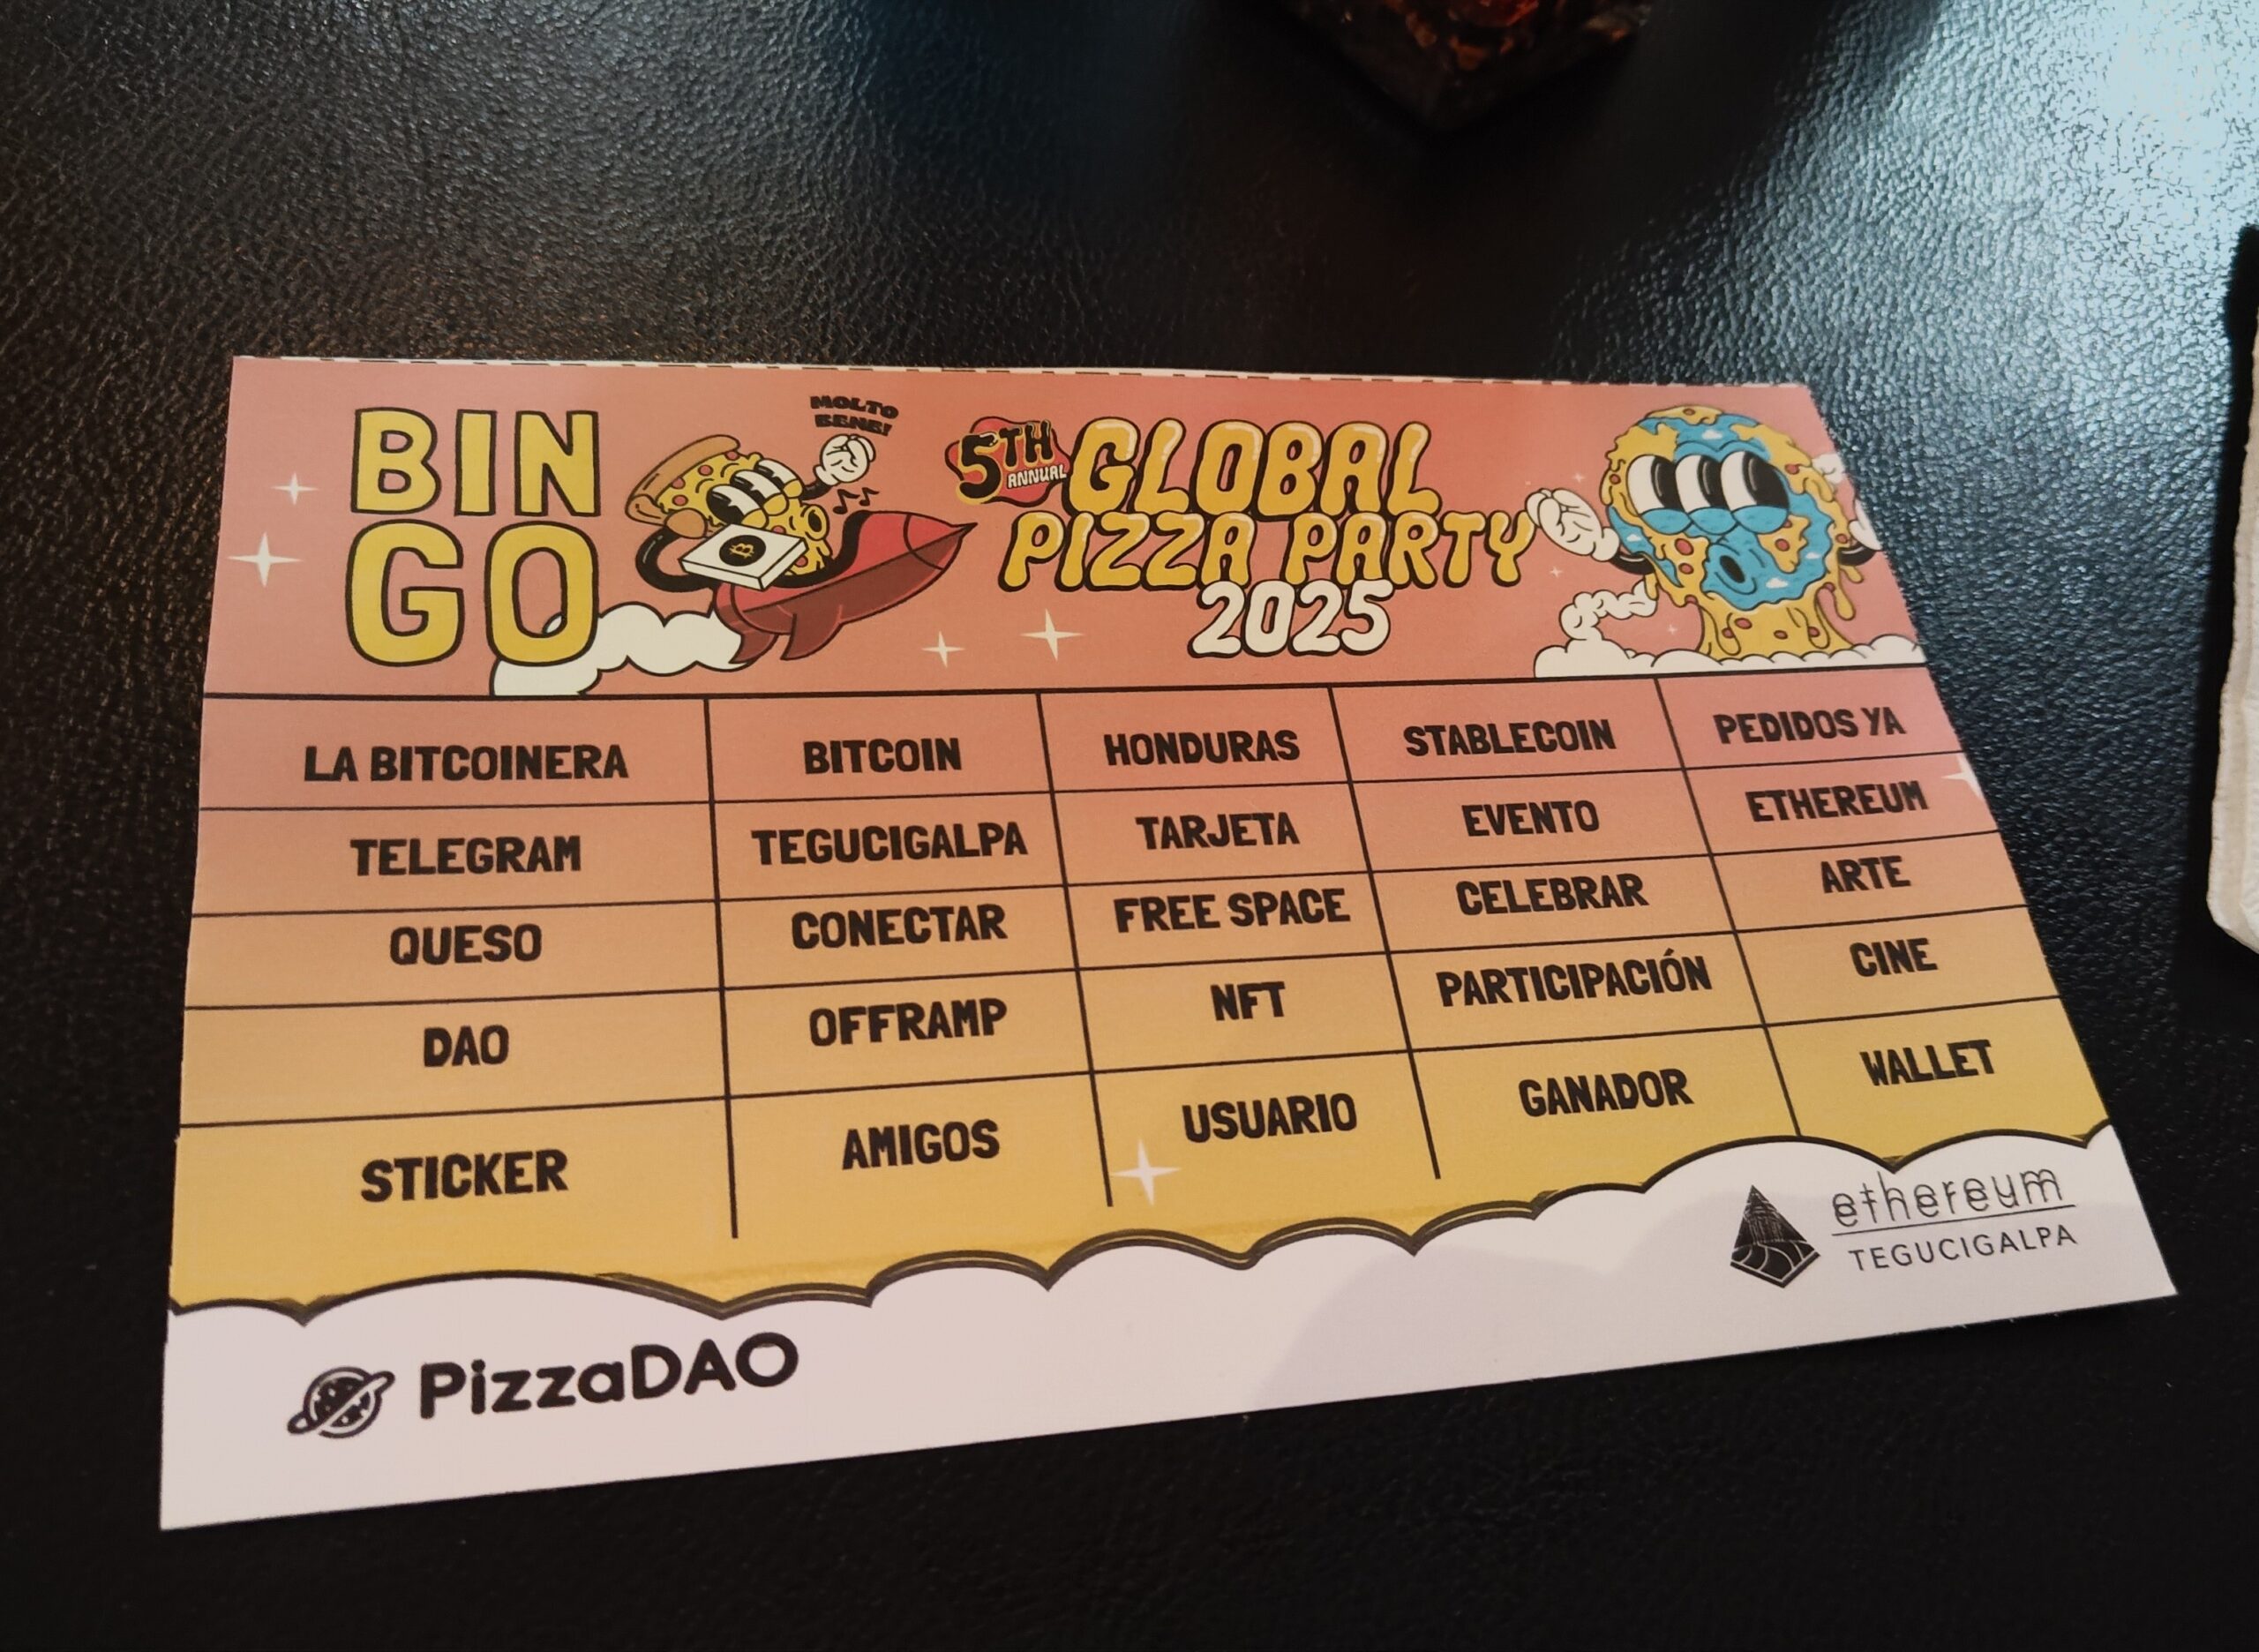 BIN
GO
MOLTO
BENE!
5TH
ANNUAL
GLOBAL
PIZZA PARTY
2025
LA BITCOINERA BITCOIN HONDURAS STABLECOIN PEDIDOS YA
TELEGRAM TEGUCIGALPA TARJETA EVENTO ETHEREUM
QUESO CONECTAR FREE SPACE CELEBRAR ARTE
DAO OFFRAMP NFT PARTICIPACIÓN CINE
STICKER AMIGOS USUARIO GANADOR WALLET
PizzaDAO
ethereum
TEGUCIGALPA